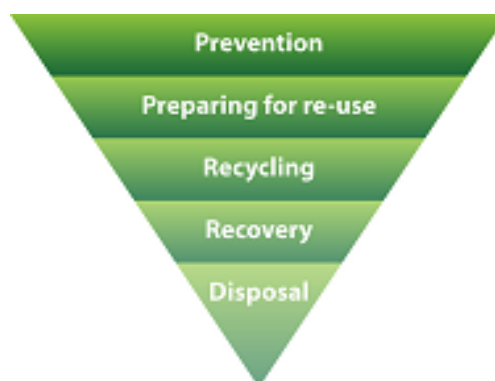 Prevention
Preparing for re-use
Recycling
Recovery
Disposal